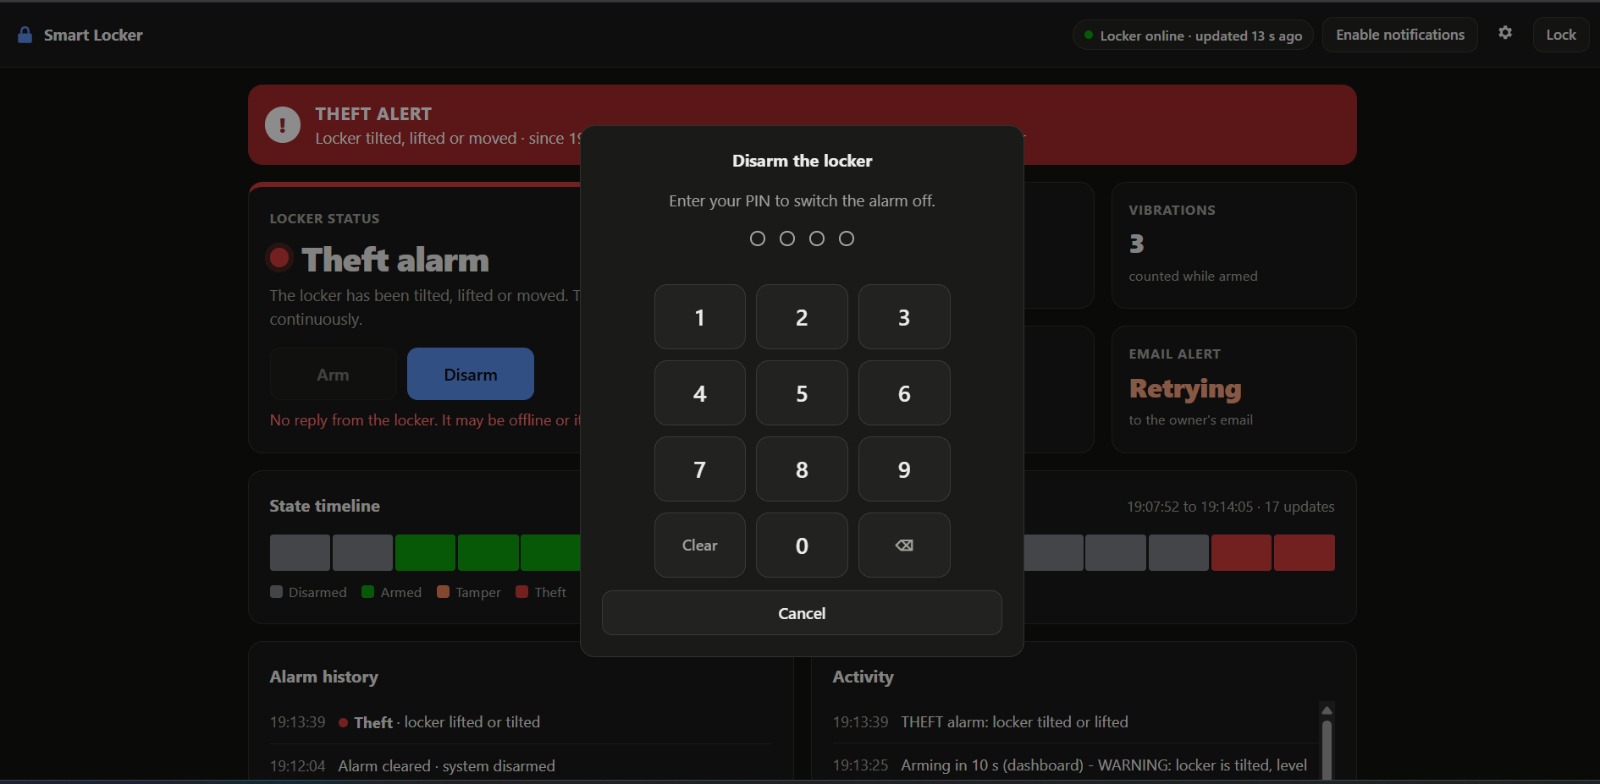 Smart Locker
Locker online · updated 13 s ago
Enable notifications
Lock
THEFT ALERT
Locker tilted, lifted or moved · since
LOCKER STATUS
Theft alarm
The locker has been tilted, lifted or moved.
continuously.
Arm
Disarm
No reply from the locker. It may be offline or
Disarm the locker
Enter your PIN to switch the alarm off.
1 2 3
4 5 6
7 8 9
Clear 0
Cancel
VIBRATIONS
3
counted while armed
EMAIL ALERT
Retrying
to the owner's email
State timeline
19:07:52 to 19:14:05 · 17 updates
Disarmed Armed Tamper Theft
Alarm history
19:13:39 Theft · locker lifted or tilted
19:12:04 Alarm cleared · system disarmed
Activity
19:13:39 THEFT alarm: locker tilted or lifted
19:13:25 Arming in 10 s (dashboard) - WARNING: locker is tilted, level